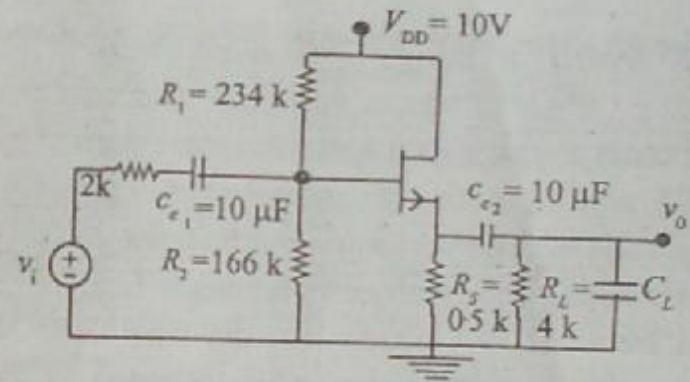 V_DD = 10V
R_1 = 234 k
2k
c_c1 = 10 μF
c_c2 = 10 μF
v_0
v_i
R_2 = 166 k
R_S = 0·5 k
R_L = 4 k
C_L